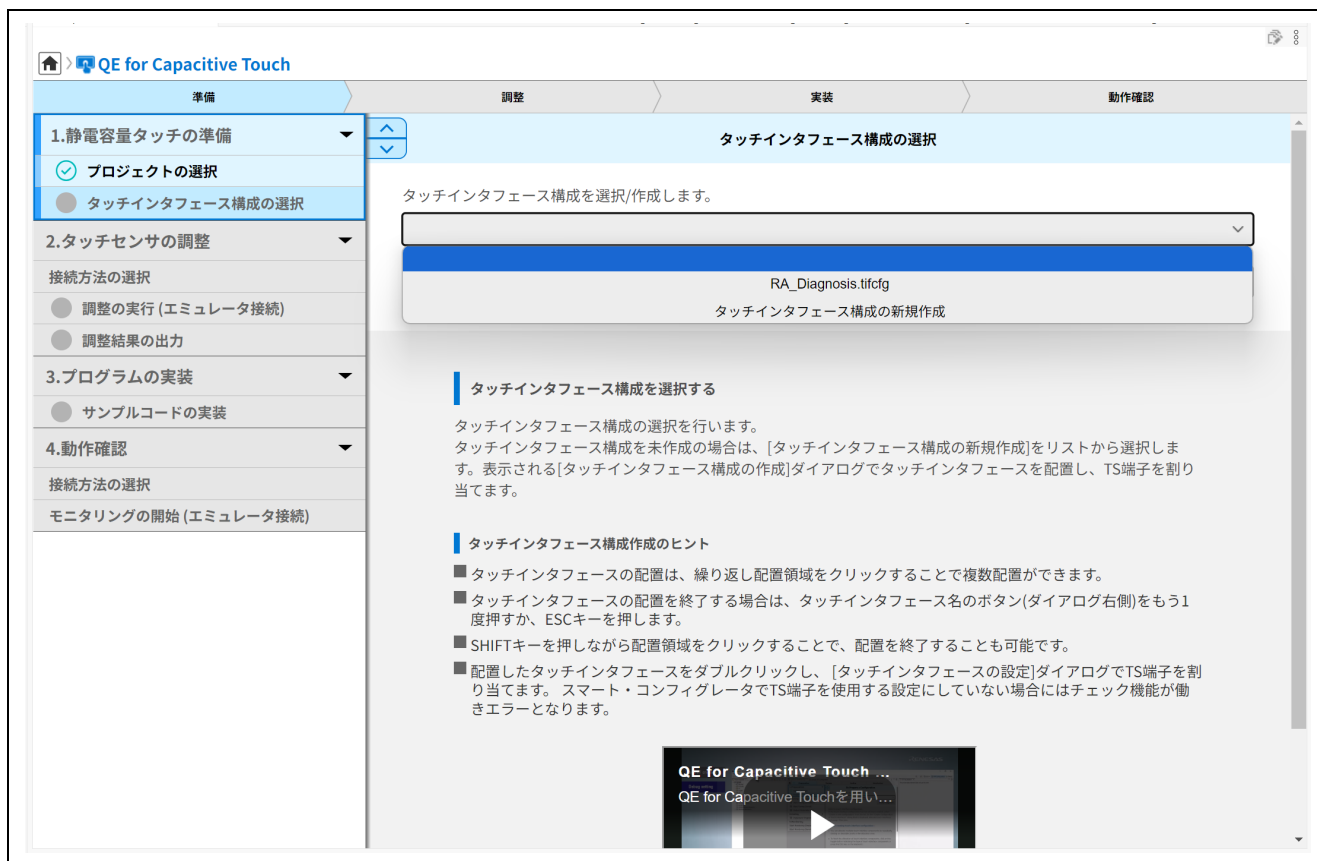 QE for Capacitive Touch
準備
調整
実装
動作確認
1.静電容量タッチの準備
プロジェクトの選択
タッチインタフェース構成の選択
2.タッチセンサの調整
接続方法の選択
調整の実行 (エミュレータ接続)
調整結果の出力
3.プログラムの実装
サンプルコードの実装
4.動作確認
接続方法の選択
モニタリングの開始 (エミュレータ接続)
タッチインタフェース構成の選択
タッチインタフェース構成を選択/作成します。
RA_Diagnosis.tifcfg
タッチインタフェース構成の新規作成
タッチインタフェース構成を選択する
タッチインタフェース構成の選択を行います。
タッチインタフェース構成を未作成の場合は、[タッチインタフェース構成の新規作成]をリストから選択しま
す。表示される[タッチインタフェース構成の作成]ダイアログでタッチインタフェースを配置し、TS端子を割り
当てます。
タッチインタフェース構成作成のヒント
タッチインタフェースの配置は、繰り返し配置領域をクリックすることで複数配置ができます。
タッチインタフェースの配置を終了する場合は、タッチインタフェース名のボタン(ダイアログ右側)をもう1
度押すか、ESCキーを押します。
SHIFTキーを押しながら配置領域をクリックすることで、配置を終了することも可能です。
配置したタッチインタフェースをダブルクリックし、 [タッチインタフェースの設定]ダイアログでTS端子を割
り当てます。 スマート・コンフィグレータでTS端子を使用する設定にしていない場合にはチェック機能が働
きエラーとなります。
QE for Capacitive Touch ...
QE for Capacitive Touchを用い...